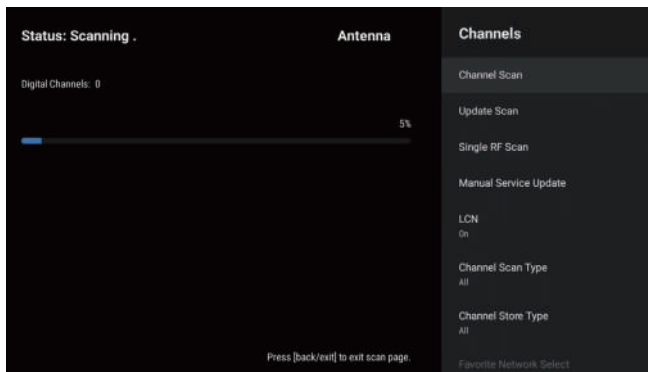 Status: Scanning .
Antenna
Digital Channels: 0
5%
Press [back/exit] to exit scan page.
Channels
Channel Scan
Update Scan
Single RF Scan
Manual Service Update
LCN
On
Channel Scan Type
All
Channel Store Type
All
Favorite Network Select